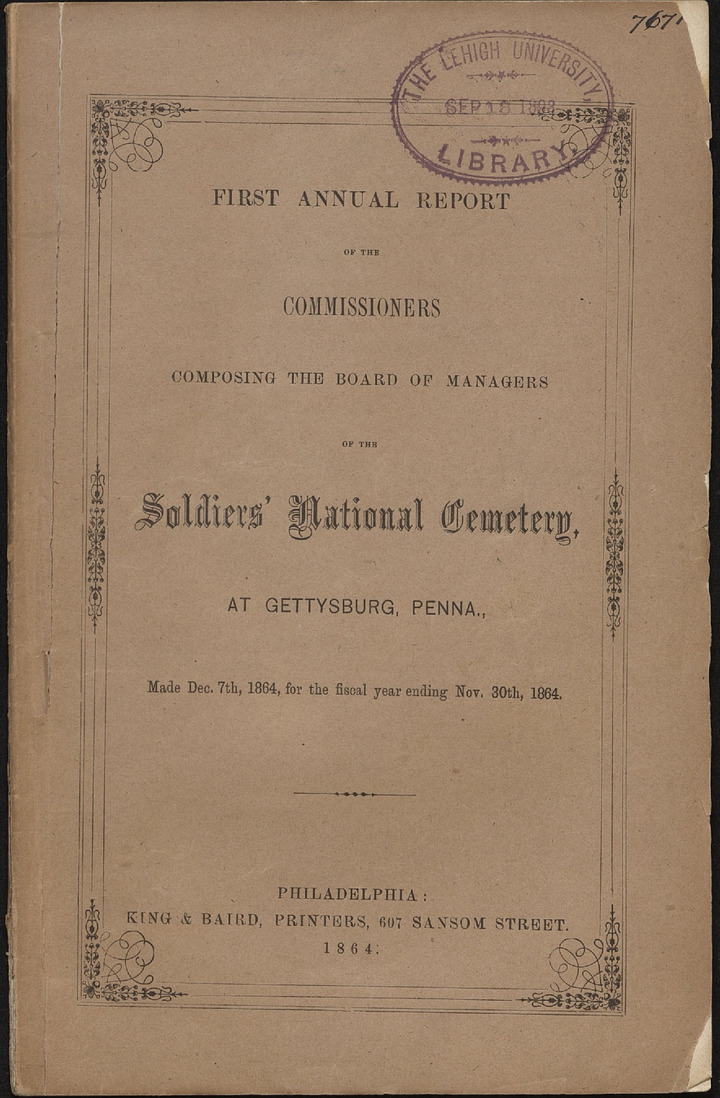 7671
THE LEHIGH UNIVERSITY,
LIBRARY.
FIRST ANNUAL REPORT
OF THE
COMMISSIONERS
COMPOSING THE BOARD OF MANAGERS
OF THE
Soldiers' National Cemetery,
AT GETTYSBURG, PENNA.,
Made Dec. 7th, 1864, for the fiscal year ending Nov. 30th, 1864.
PHILADELPHIA:
KING & BAIRD, PRINTERS, 607 SANSOM STREET.
1864.